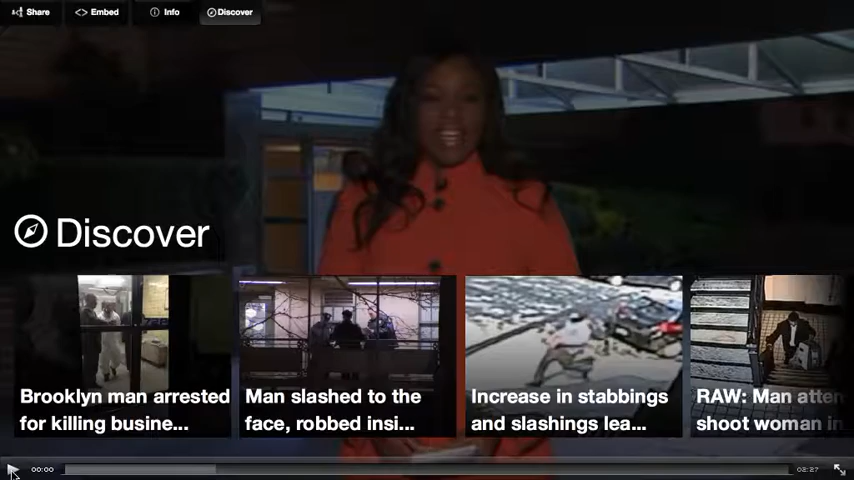 Share
Embed
Info
Discover
Discover
Brooklyn man arrested
for killing busine...
Man slashed to the
face, robbed insi...
Increase in stabbings
and slashings lea...
RAW: Man atten
shoot woman in
00:00
02:27